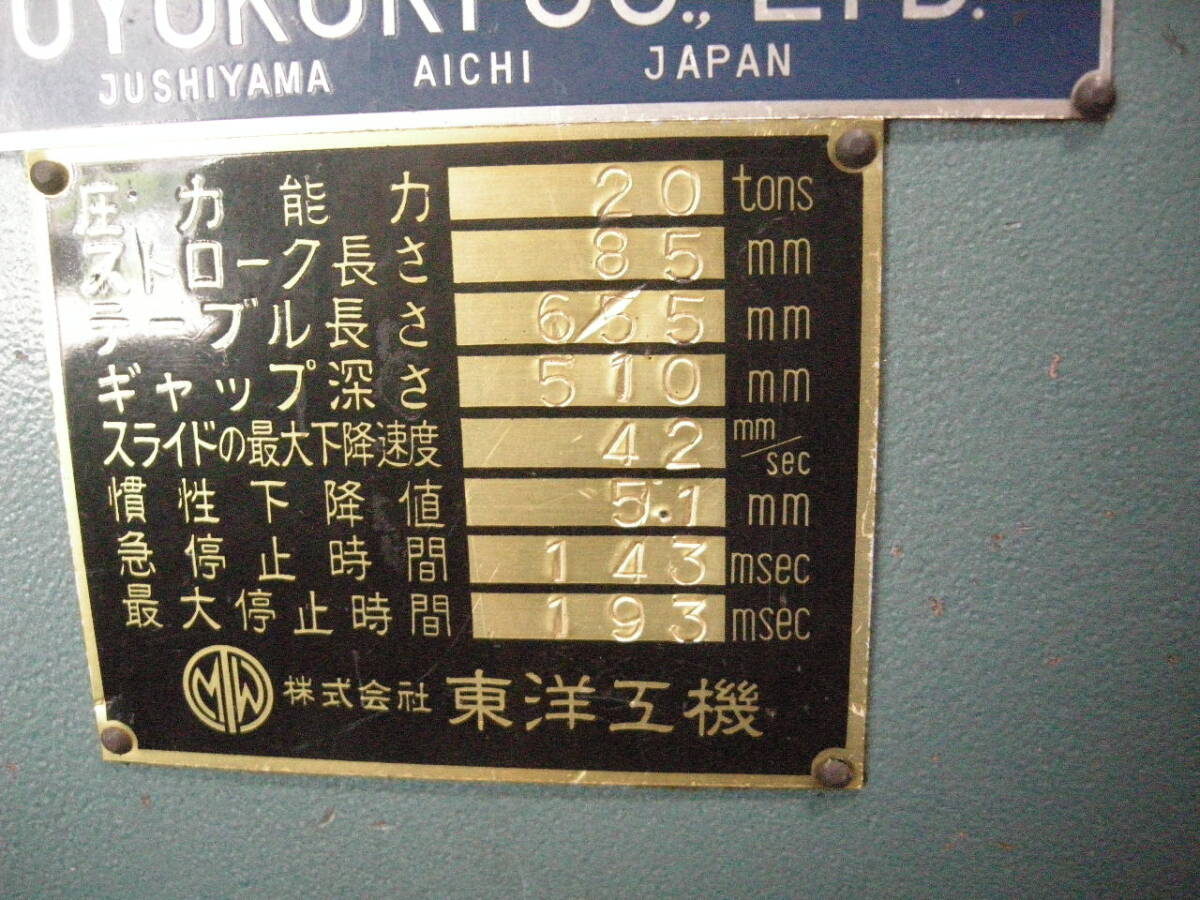 OYOKOKI CO., LTD.
JUSHIYAMA AICHI JAPAN
圧力能力 20 tons
ストローク長さ 85 mm
テーブル長さ 655 mm
ギャップ深さ 510 mm
スライドの最大下降速度 42 mm/sec
慣性下降値 5.1 mm
急停止時間 143 msec
最大停止時間 193 msec
株式会社 東洋工機